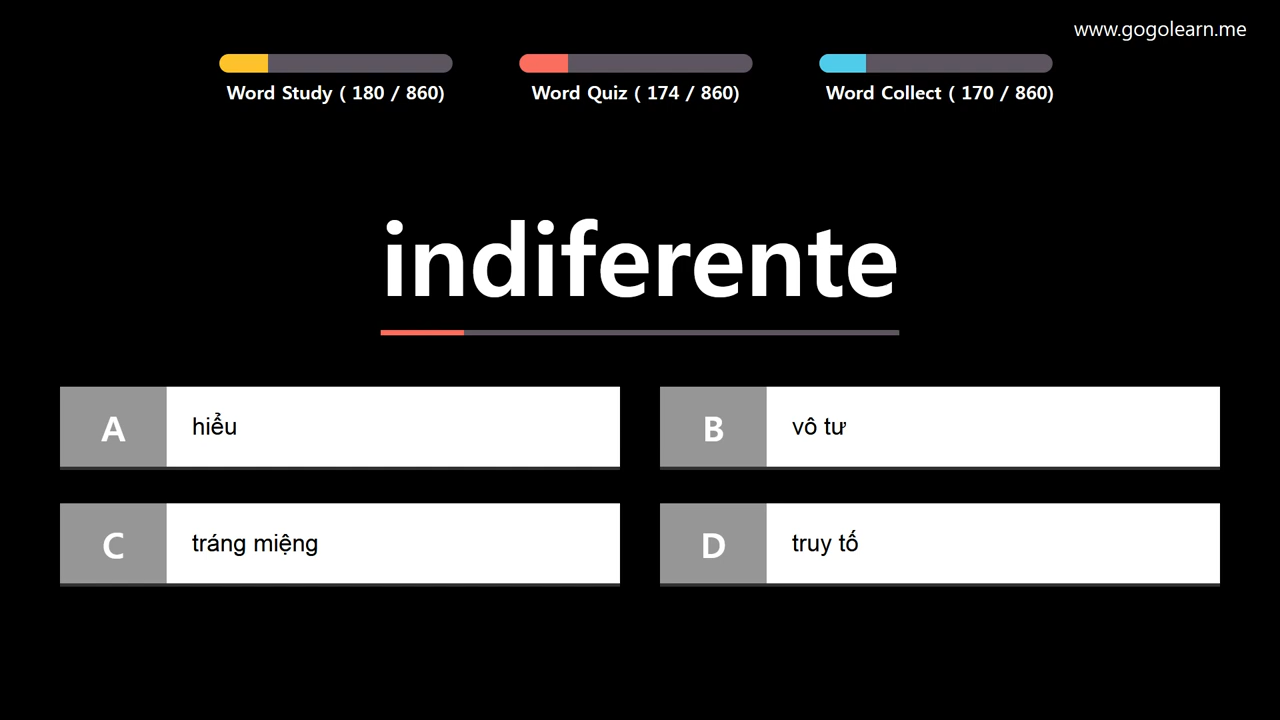 www.gogolearn.me
Word Study ( 180 / 860)
Word Quiz ( 174 / 860)
Word Collect ( 170 / 860)
indiferente
A hiểu
B vô tư
C tráng miệng
D truy tố